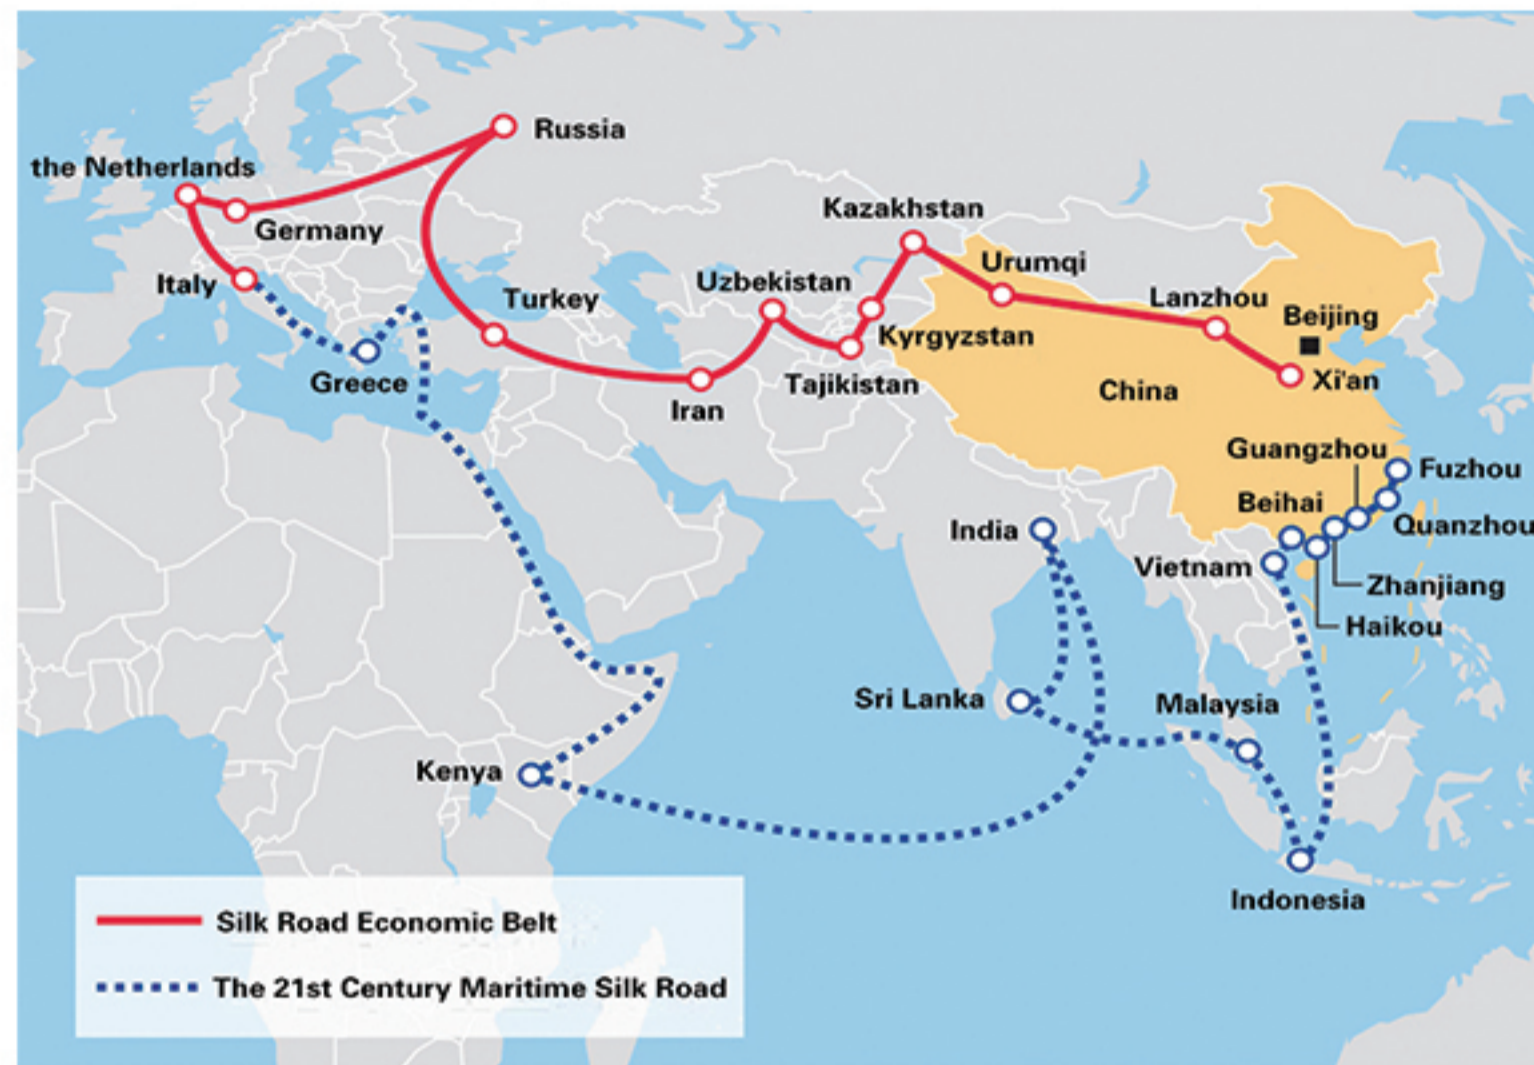 Russia
the Netherlands
Germany
Italy
Kazakhstan
Urumqi
Uzbekistan
Turkey
Lanzhou
Beijing
Kyrgyzstan
Greece
Tajikistan
Xi'an
China
Iran
Guangzhou
Fuzhou
Beihai
Quanzhou
India
Vietnam
Zhanjiang
Haikou
Sri Lanka
Malaysia
Kenya
Indonesia
Silk Road Economic Belt
The 21st Century Maritime Silk Road